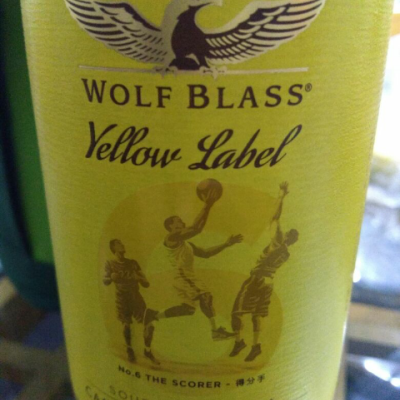 WOLF BLASS®
Yellow Label
No.6 THE SCORER - 得分手